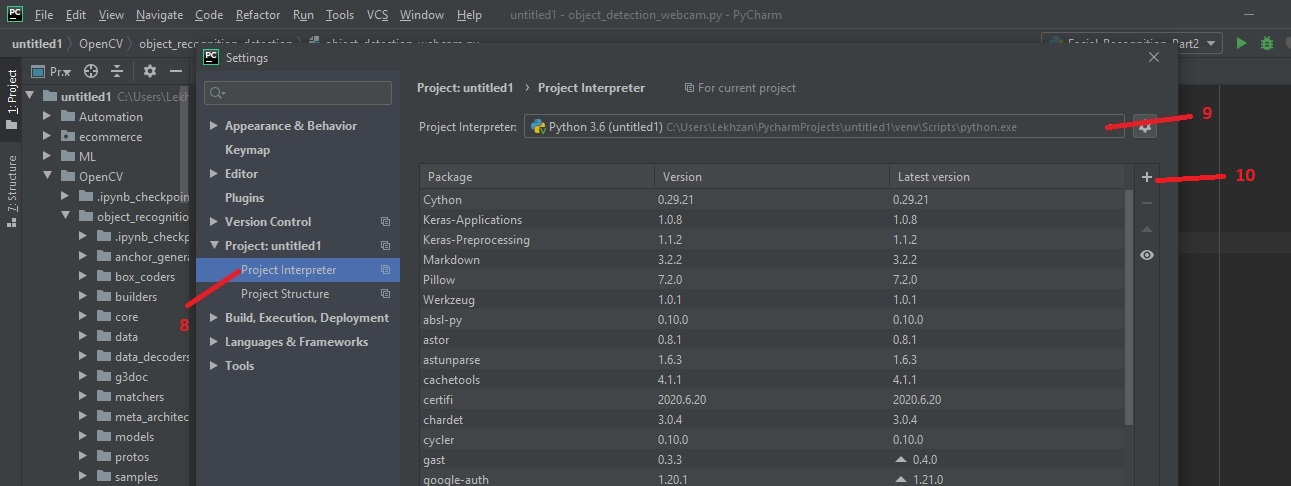 PC File Edit View Navigate Code Refactor Run Tools VCS Window Help untitled1 - object_detection_webcam.py - PyCharm
untitled1 OpenCV object_recognition_detection object_detection_webcam.py Facial_Recognition_Part2
PC Settings
1: Project
7: Structure
Pr...
untitled1 C:\Users\Lekh
Automation
ecommerce
ML
OpenCV
.ipynb_checkpoin
object_recognitio
.ipynb_checkp
anchor_genera
box_coders
builders
core
data
data_decoders
g3doc
matchers
meta_architec
models
protos
samples
Appearance & Behavior
Keymap
Editor
Plugins
Version Control
Project: untitled1
Project Interpreter
Project Structure
Build, Execution, Deployment
Languages & Frameworks
Tools
8
Project: untitled1 › Project Interpreter For current project
Project Interpreter: Python 3.6 (untitled1) C:\Users\Lekhzan\PycharmProjects\untitled1\venv\Scripts\python.exe
9
10
Package Version Latest version
Cython 0.29.21 0.29.21
Keras-Applications 1.0.8 1.0.8
Keras-Preprocessing 1.1.2 1.1.2
Markdown 3.2.2 3.2.2
Pillow 7.2.0 7.2.0
Werkzeug 1.0.1 1.0.1
absl-py 0.10.0 0.10.0
astor 0.8.1 0.8.1
astunparse 1.6.3 1.6.3
cachetools 4.1.1 4.1.1
certifi 2020.6.20 2020.6.20
chardet 3.0.4 3.0.4
cycler 0.10.0 0.10.0
gast 0.3.3 0.4.0
google-auth 1.20.1 1.21.0